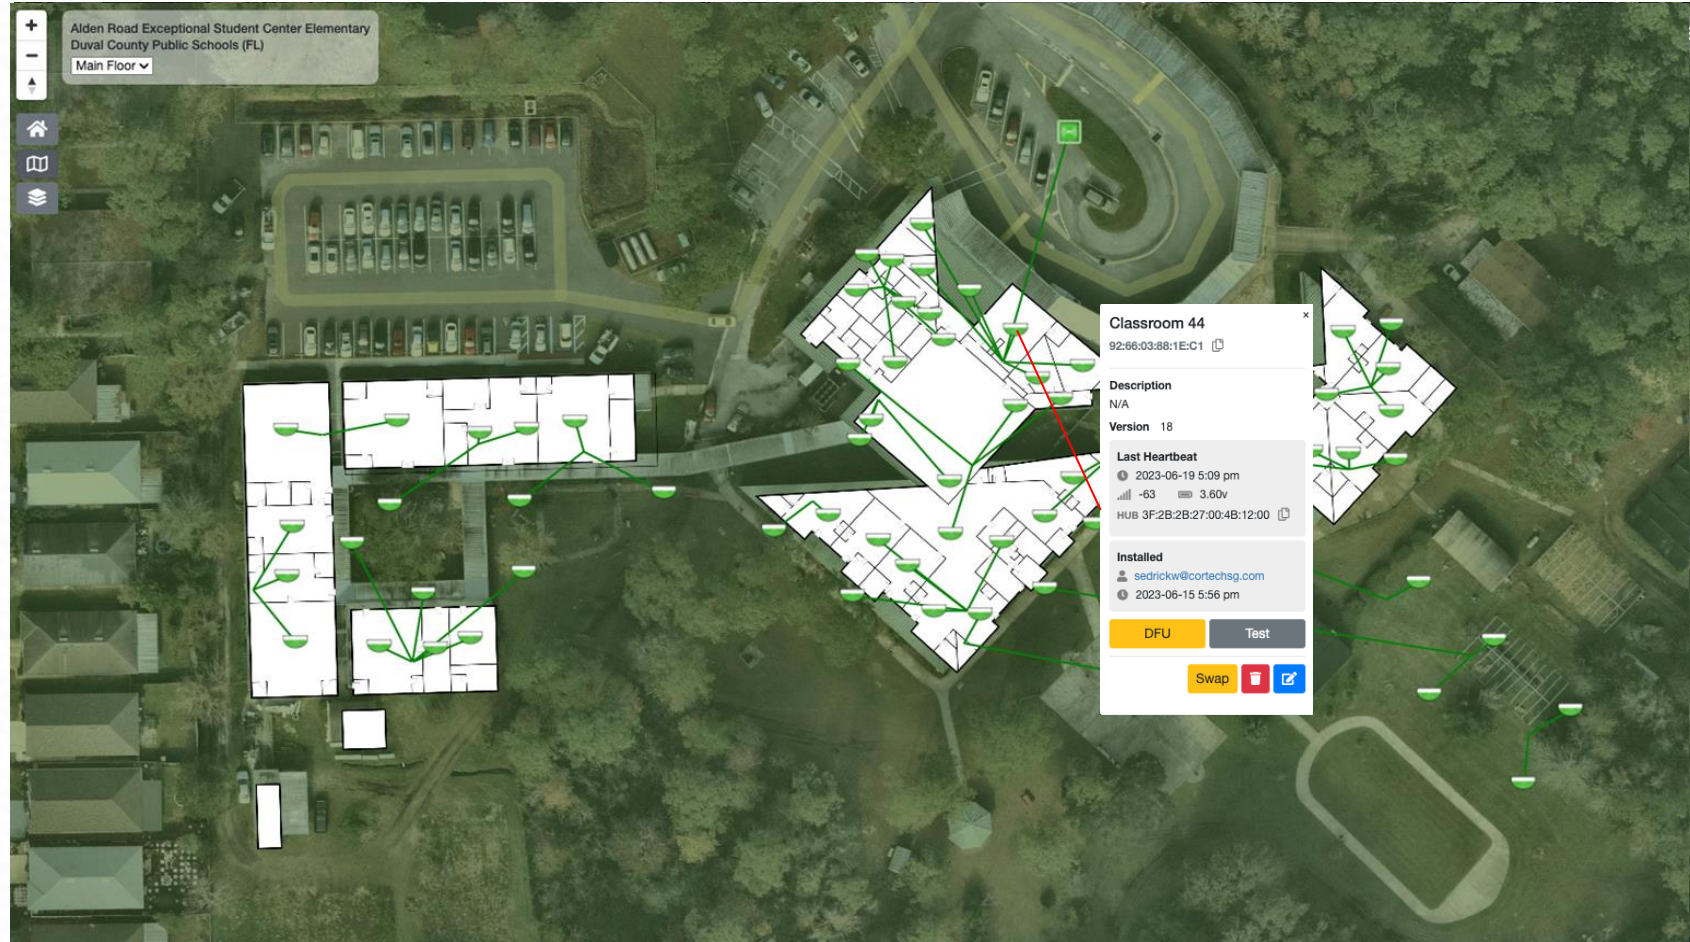 Alden Road Exceptional Student Center Elementary
Duval County Public Schools (FL)
Main Floor
Classroom 44
92:66:03:88:1E:C1
Description
N/A
Version 18
Last Heartbeat
2023-06-19 5:09 pm
-63 3.60v
HUB 3F:2B:2B:27:00:4B:12:00
Installed
sedrickw@cortechsg.com
2023-06-15 5:56 pm
DFU Test
Swap